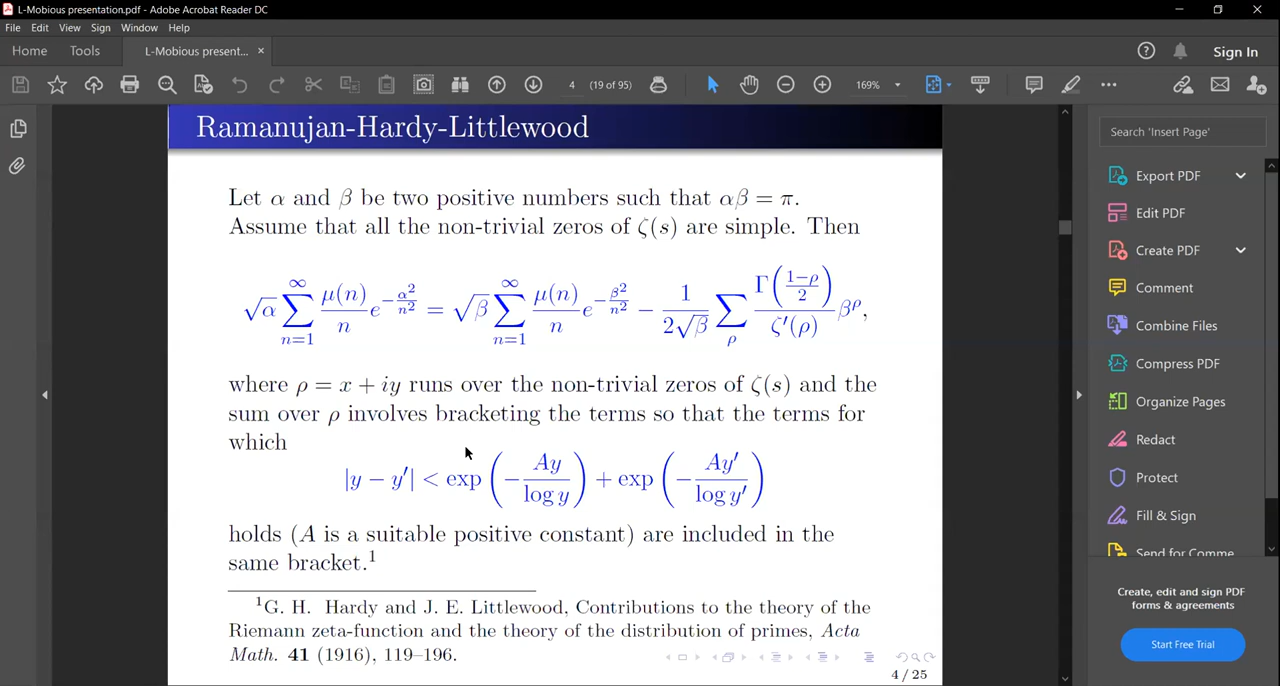 L-Mobious presentation.pdf - Adobe Acrobat Reader DC
File Edit View Sign Window Help
Home Tools L-Mobious present... × Sign In
4 (19 of 95) 169%
Ramanujan-Hardy-Littlewood
Search 'Insert Page'
Let α and β be two positive numbers such that αβ = π.
Assume that all the non-trivial zeros of ζ(s) are simple. Then
√α ∑_{n=1}^{∞} μ(n)/n e^{-α²/n²} = √β ∑_{n=1}^{∞} μ(n)/n e^{-β²/n²} − 1/(2√β) ∑_ρ Γ((1−ρ)/2)/ζ′(ρ) β^ρ,
where ρ = x + iy runs over the non-trivial zeros of ζ(s) and the
sum over ρ involves bracketing the terms so that the terms for
which
|y − y′| < exp(−Ay/log y) + exp(−Ay′/log y′)
holds (A is a suitable positive constant) are included in the
same bracket.¹
¹G. H. Hardy and J. E. Littlewood, Contributions to the theory of the
Riemann zeta-function and the theory of the distribution of primes, Acta
Math. 41 (1916), 119–196.
4 / 25
Export PDF
Edit PDF
Create PDF
Comment
Combine Files
Compress PDF
Organize Pages
Redact
Protect
Fill & Sign
Send for Comme
Create, edit and sign PDF
forms & agreements
Start Free Trial